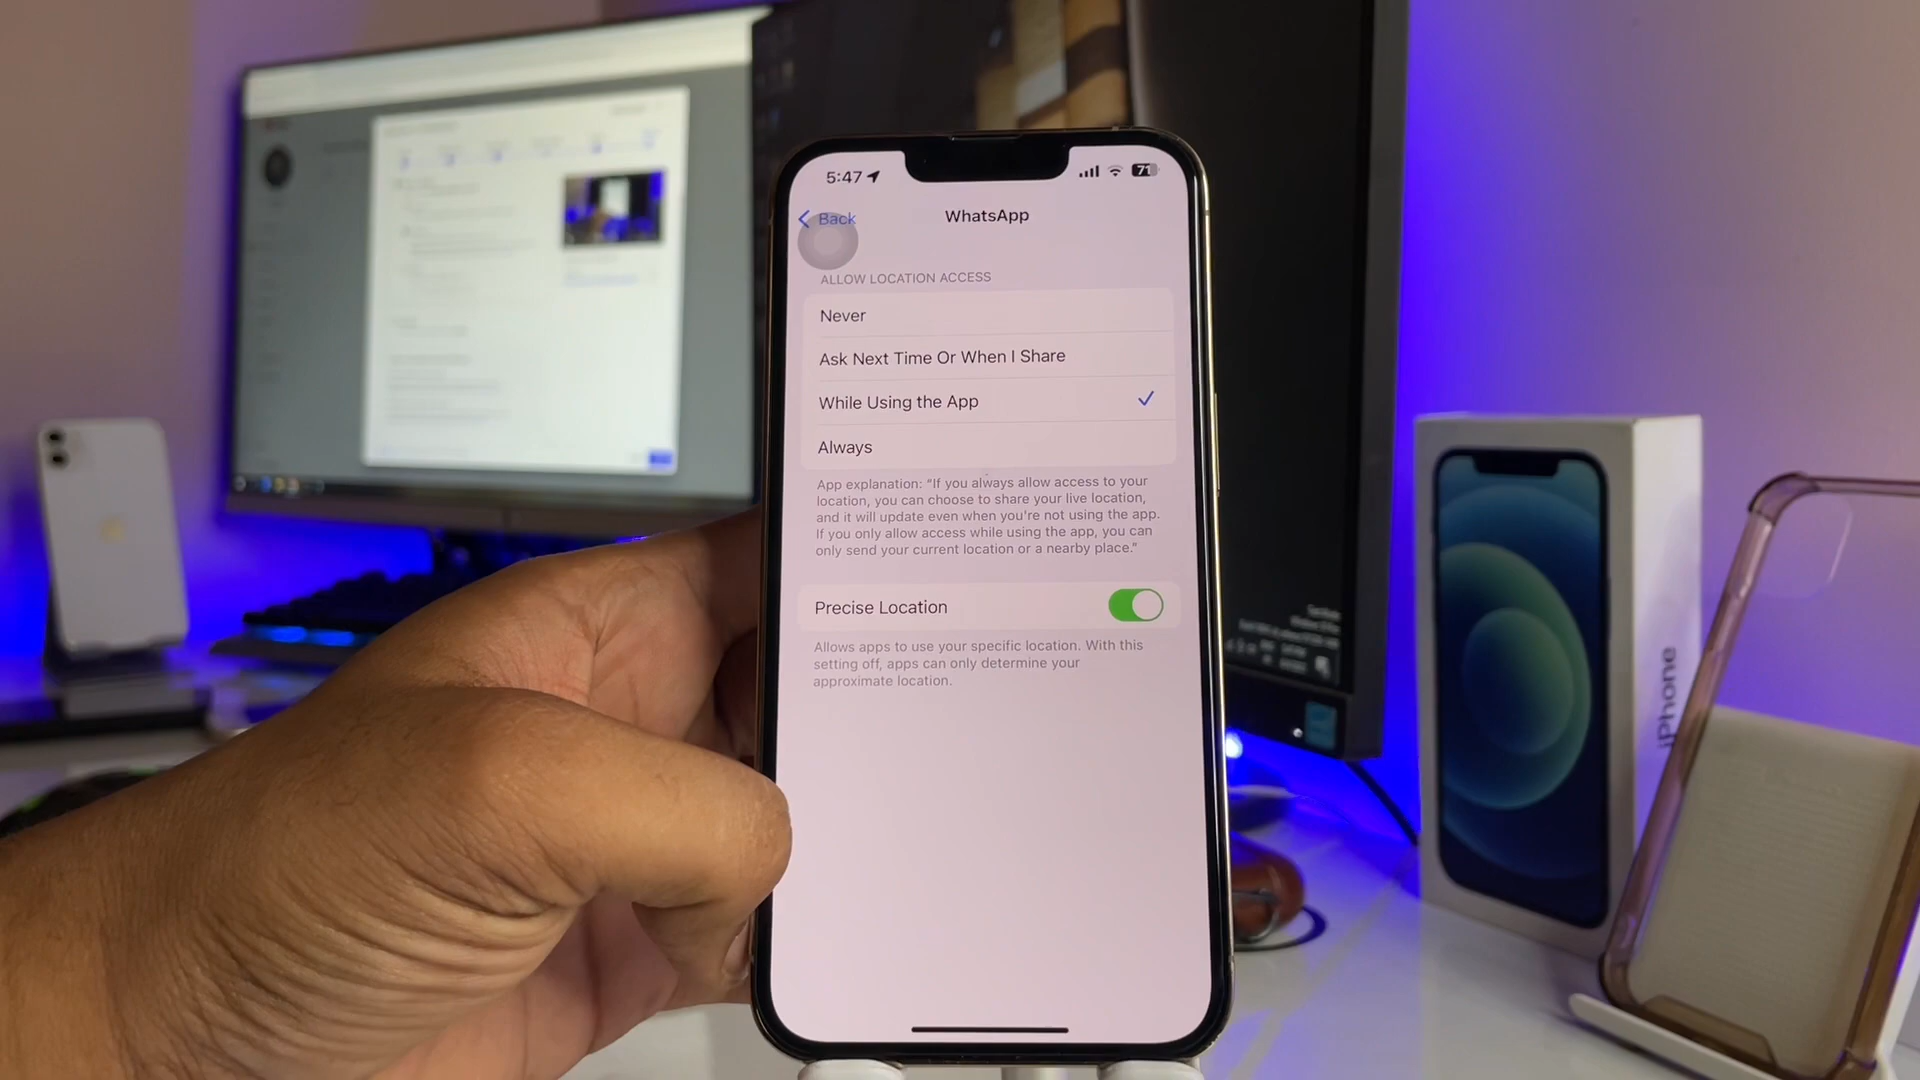 5:47
71
Back
WhatsApp
ALLOW LOCATION ACCESS
Never
Ask Next Time Or When I Share
While Using the App
Always
App explanation: “If you always allow access to your
location, you can choose to share your live location,
and it will update even when you're not using the app.
If you only allow access while using the app, you can
only send your current location or a nearby place.”
Precise Location
Allows apps to use your specific location. With this
setting off, apps can only determine your
approximate location.
iPhone